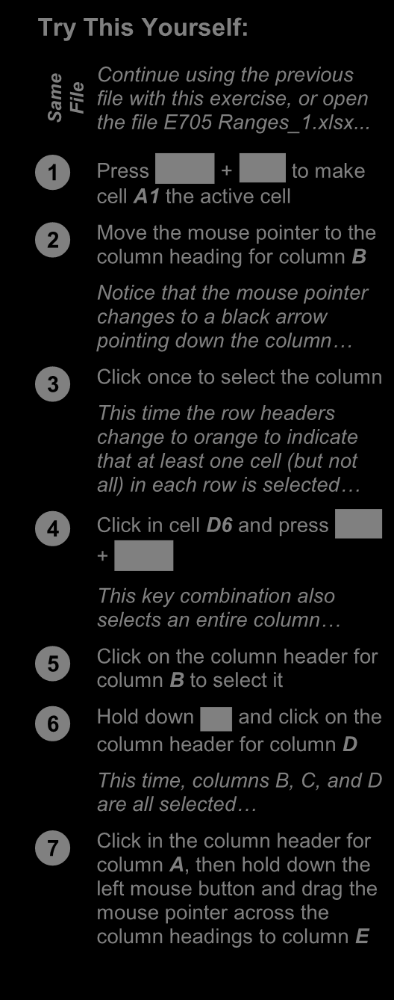 Try This Yourself:
Same
File
Continue using the previous
file with this exercise, or open
the file E705 Ranges_1.xlsx...
1
Press + to make
cell A1 the active cell
2
Move the mouse pointer to the
column heading for column B
Notice that the mouse pointer
changes to a black arrow
pointing down the column…
3
Click once to select the column
This time the row headers
change to orange to indicate
that at least one cell (but not
all) in each row is selected…
4
Click in cell D6 and press
+
This key combination also
selects an entire column…
5
Click on the column header for
column B to select it
6
Hold down and click on the
column header for column D
This time, columns B, C, and D
are all selected…
7
Click in the column header for
column A, then hold down the
left mouse button and drag the
mouse pointer across the
column headings to column E